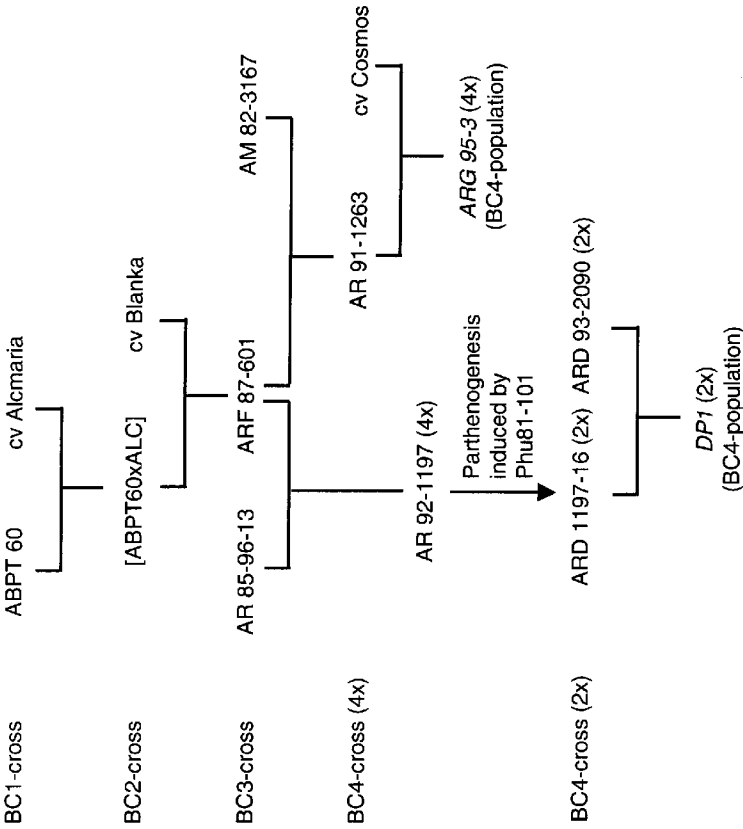 BC1-cross
ABPT 60
cv Alcmaria
BC2-cross
[ABPT60xALC]
cv Blanka
BC3-cross
AR 85-96-13
ARF 87-601
AM 82-3167
BC4-cross (4x)
AR 92-1197 (4x)
AR 91-1263
cv Cosmos
Parthenogenesis
induced by
Phu81-101
ARG 95-3 (4x)
(BC4-population)
BC4-cross (2x)
ARD 1197-16 (2x)
ARD 93-2090 (2x)
DP1 (2x)
(BC4-population)